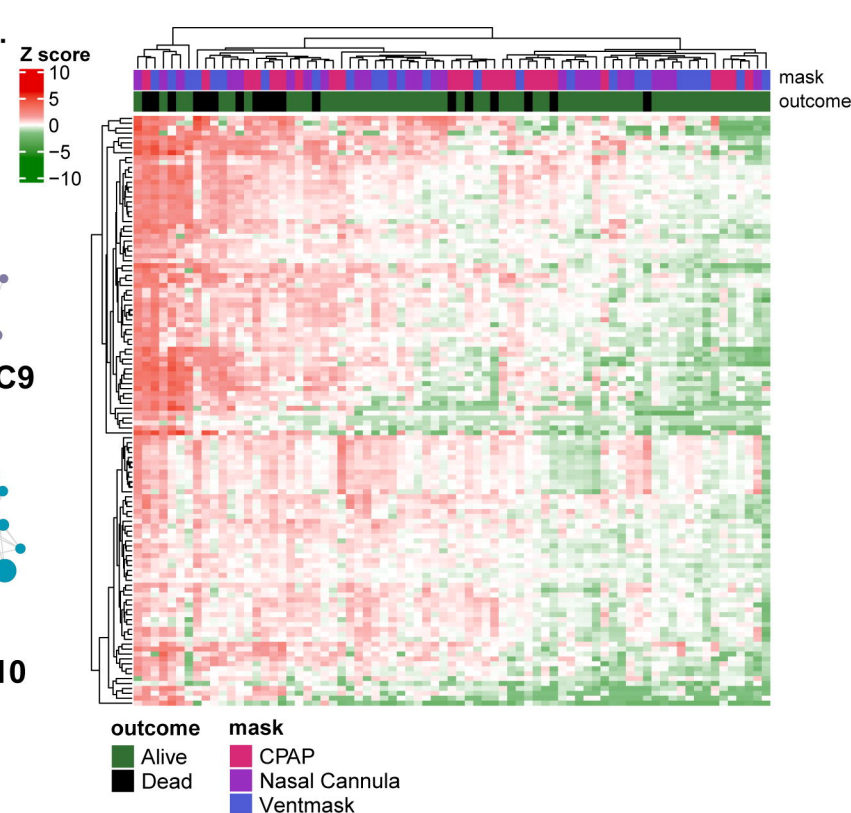 .
Z score
10
5
0
−5
−10
mask
outcome
C9
10
outcome
Alive
Dead
mask
CPAP
Nasal Cannula
Ventmask